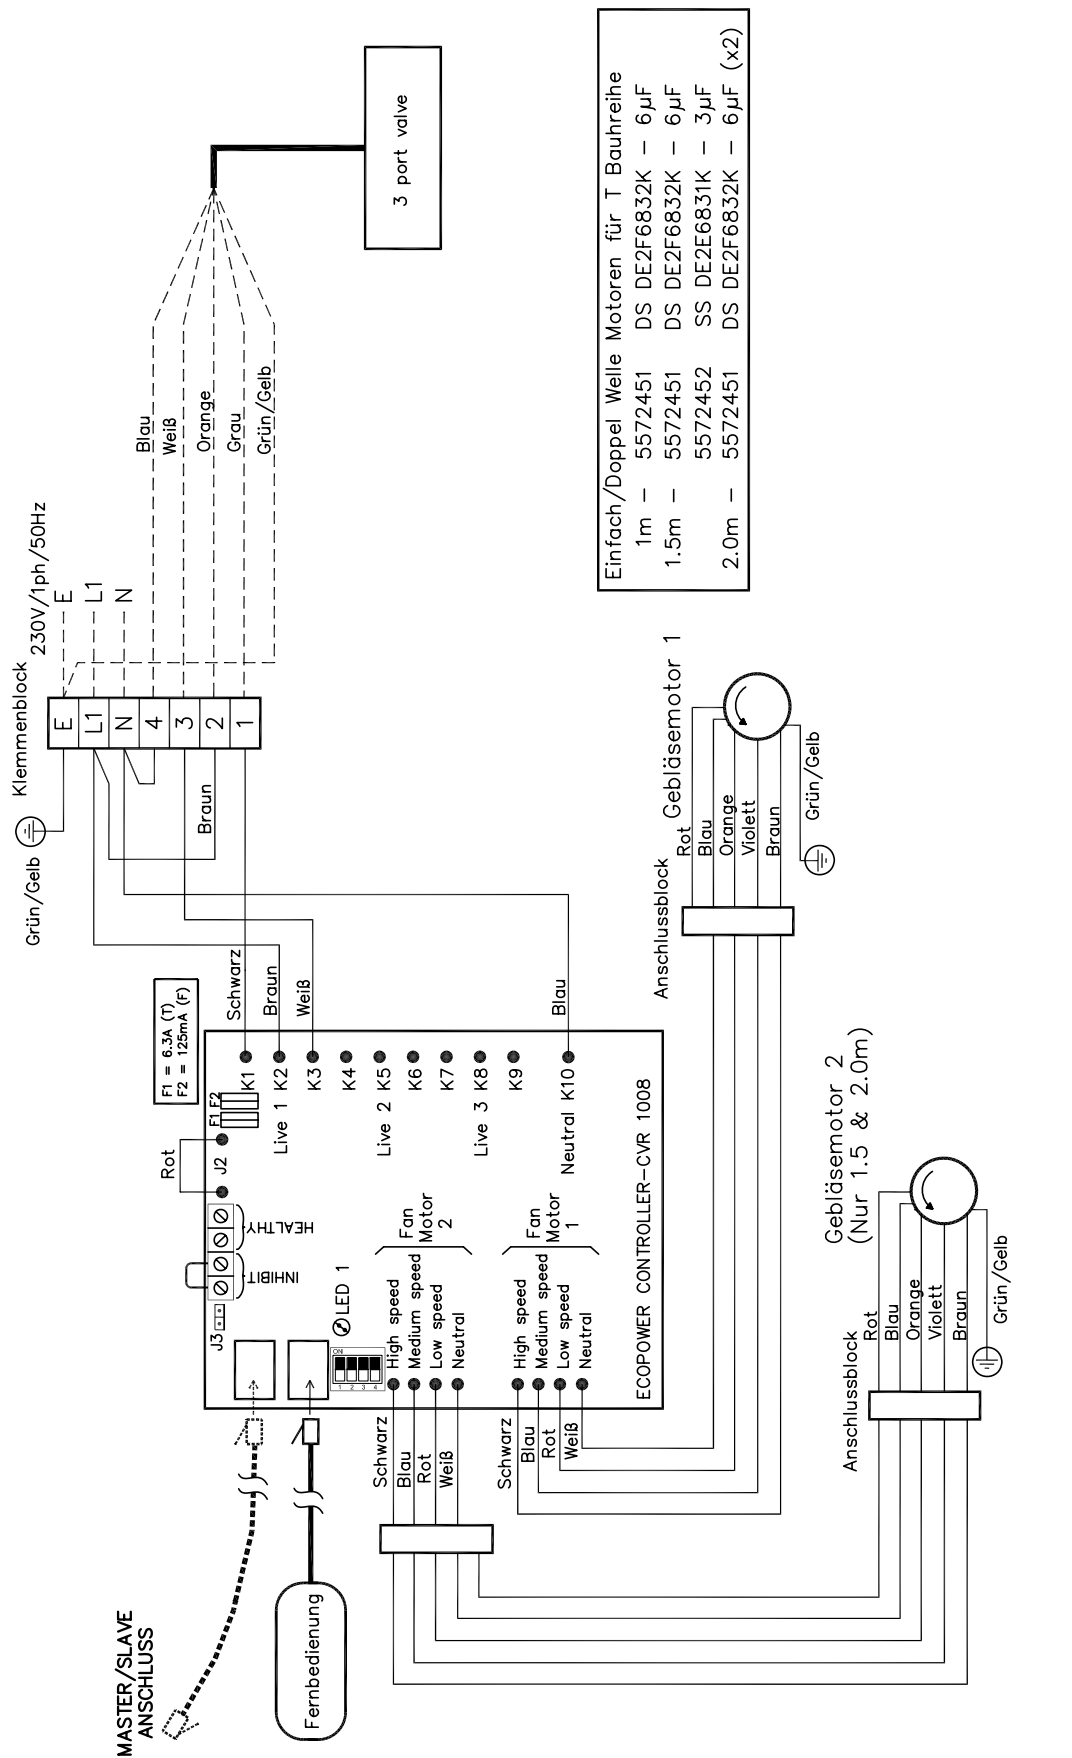 MASTER/SLAVE
ANSCHLUSS
Fernbedienung
Grün/Gelb
Klemmenblock
230V/1ph/50Hz
E
L1
N
E
L1
N
4
3
2
1
Blau
Weiß
Orange
Grau
Grün/Gelb
3 port valve
Braun
F1 = 6.3A (T)
F2 = 125mA (F)
Schwarz
Braun
Weiß
Blau
Rot
J2
F1
F2
J3
INHIBIT
HEALTHY
LED 1
ON
1 2 3 4
K1
Live 1 K2
K3
K4
Live 2 K5
K6
K7
Live 3 K8
K9
Neutral K10
High speed
Medium speed
Low speed
Neutral
Fan
Motor
2
High speed
Medium speed
Low speed
Neutral
Fan
Motor
1
ECOPOWER CONTROLLER-CVR 1008
Schwarz
Blau
Rot
Weiß
Schwarz
Blau
Rot
Weiß
Anschlussblock
Gebläsemotor 1
Rot
Blau
Orange
Violett
Braun
Grün/Gelb
Anschlussblock
Gebläsemotor 2
(Nur 1.5 & 2.0m)
Rot
Blau
Orange
Violett
Braun
Grün/Gelb
Einfach/Doppel Welle Motoren für T Bauhreihe
1m – 5572451 DS DE2F6832K – 6µF
1.5m – 5572451 DS DE2F6832K – 6µF
5572452 SS DE2E6831K – 3µF
2.0m – 5572451 DS DE2F6832K – 6µF (x2)